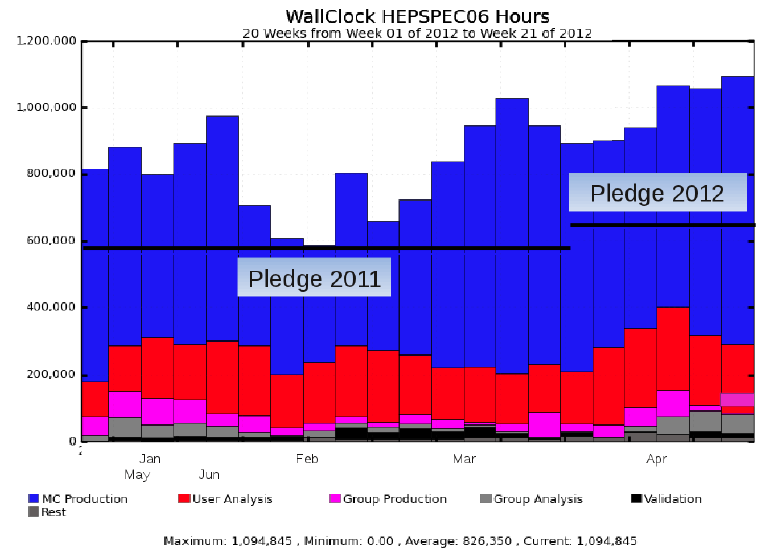 WallClock HEPSPEC06 Hours
20 Weeks from Week 01 of 2012 to Week 21 of 2012
1,200,000
1,000,000
800,000
Pledge 2012
600,000
Pledge 2011
400,000
200,000
0
Jan Feb Mar Apr
May Jun
MC Production User Analysis Group Production Group Analysis Validation
Rest
Maximum: 1,094,845 , Minimum: 0.00 , Average: 826,350 , Current: 1,094,845